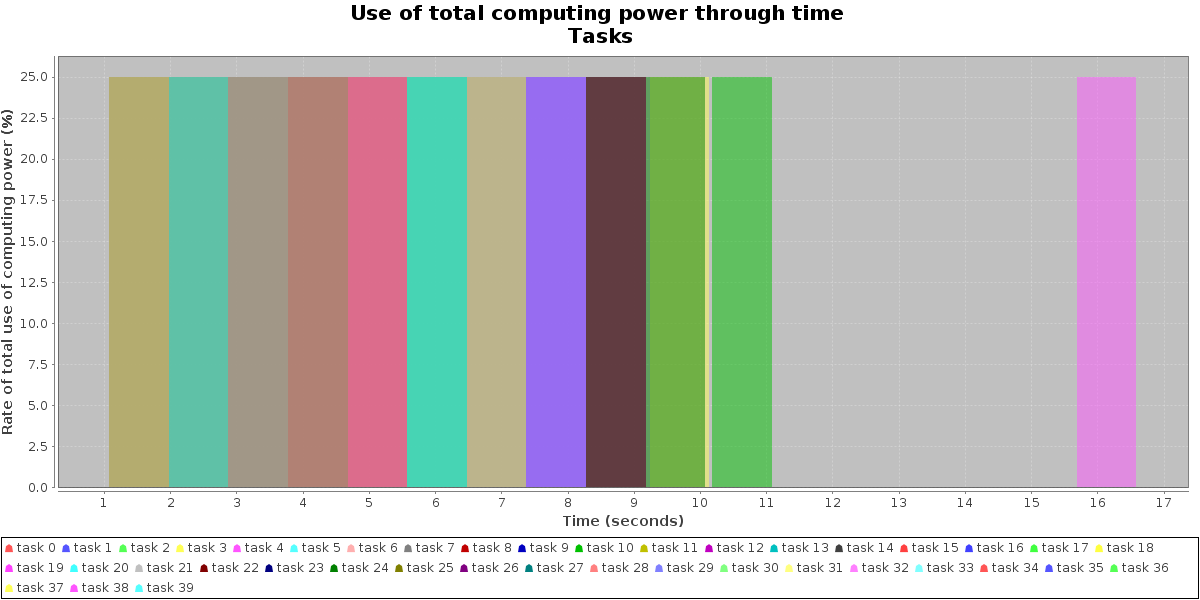 Use of total computing power through time
Tasks
Rate of total use of computing power (%)
25.0
22.5
20.0
17.5
15.0
12.5
10.0
7.5
5.0
2.5
0.0
1 2 3 4 5 6 7 8 9 10 11 12 13 14 15 16 17
Time (seconds)
task 0 task 1 task 2 task 3 task 4 task 5 task 6 task 7 task 8 task 9 task 10 task 11 task 12 task 13 task 14 task 15 task 16 task 17 task 18
task 19 task 20 task 21 task 22 task 23 task 24 task 25 task 26 task 27 task 28 task 29 task 30 task 31 task 32 task 33 task 34 task 35 task 36
task 37 task 38 task 39